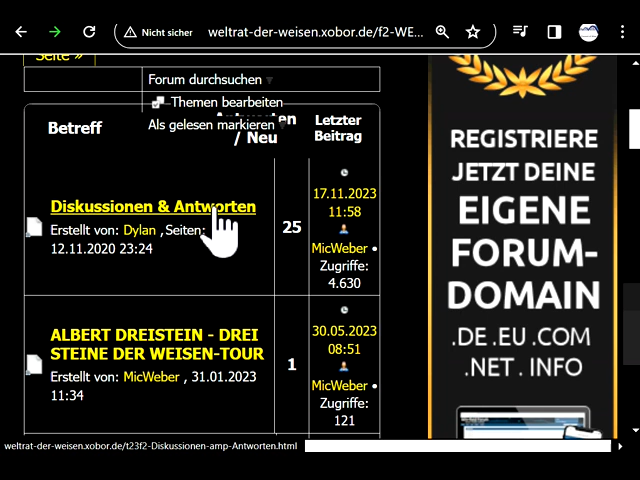 Nicht sicher
weltrat-der-weisen.xobor.de/f2-WE...
Seite »
Forum durchsuchen
Themen bearbeiten
Als gelesen markieren
Betreff
Antworten
/ Neu
Letzter
Beitrag
Diskussionen & Antworten
Erstellt von: Dylan , Seiten:
12.11.2020 23:24
25
17.11.2023
11:58
MicWeber •
Zugriffe:
4.630
ALBERT DREISTEIN - DREI
STEINE DER WEISEN-TOUR
Erstellt von: MicWeber , 31.01.2023
11:34
1
30.05.2023
08:51
MicWeber •
Zugriffe:
121
REGISTRIERE
JETZT DEINE
EIGENE
FORUM-
DOMAIN
.DE .EU .COM
.NET . INFO
weltrat-der-weisen.xobor.de/t23f2-Diskussionen-amp-Antworten.html